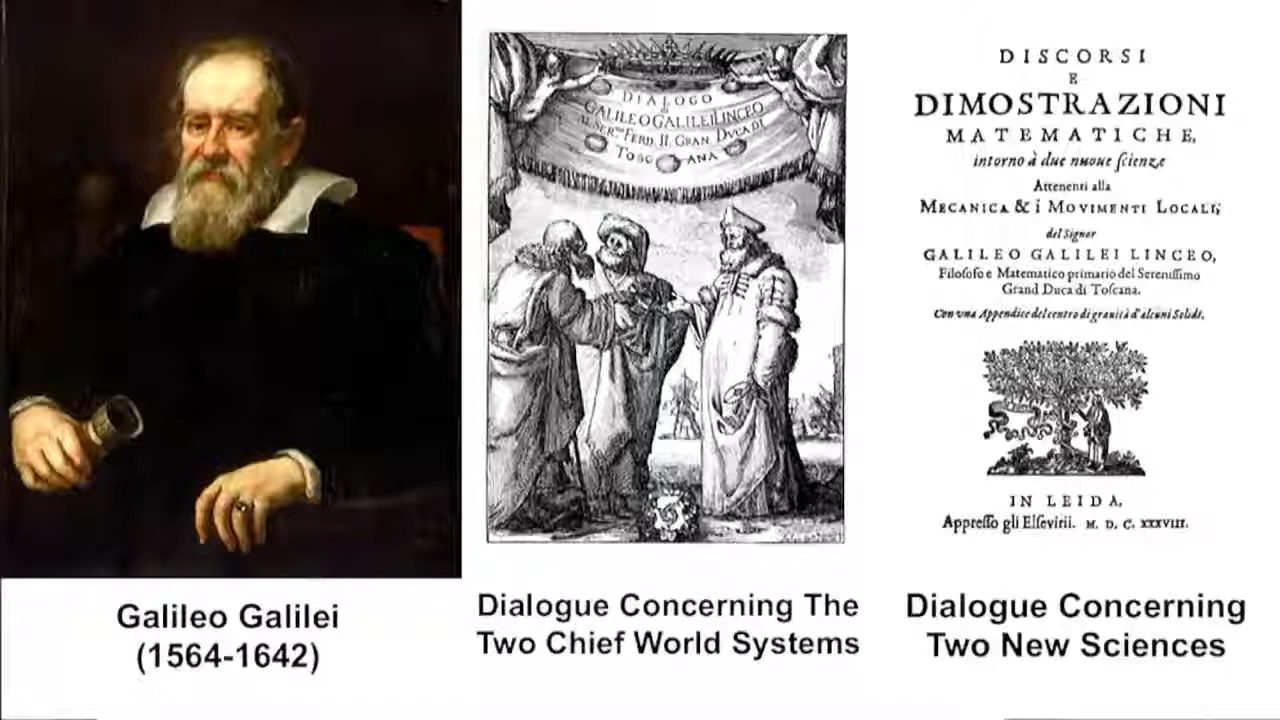 Galileo Galilei
(1564-1642)
DIALOGO
di
GALILEO GALILEI LINCEO
AL SER.mo FERD. II. GRAN DUCA DI
TOSCANA
Dialogue Concerning The
Two Chief World Systems
DISCORSI
E
DIMOSTRAZIONI
MATEMATICHE,
intorno à due nuoue ſcienze
Attenenti alla
MECANICA & i MOVIMENTI LOCALI;
del Signor
GALILEO GALILEI LINCEO,
Filoſofo e Matematico primario del Sereniſſimo
Grand Duca di Toſcana.
Con vna Appendice del centro di grauità d'alcuni Solidi.
IN LEIDA,
Appreſſo gli Elſevirii. M. D. C. XXXVIII.
Dialogue Concerning
Two New Sciences